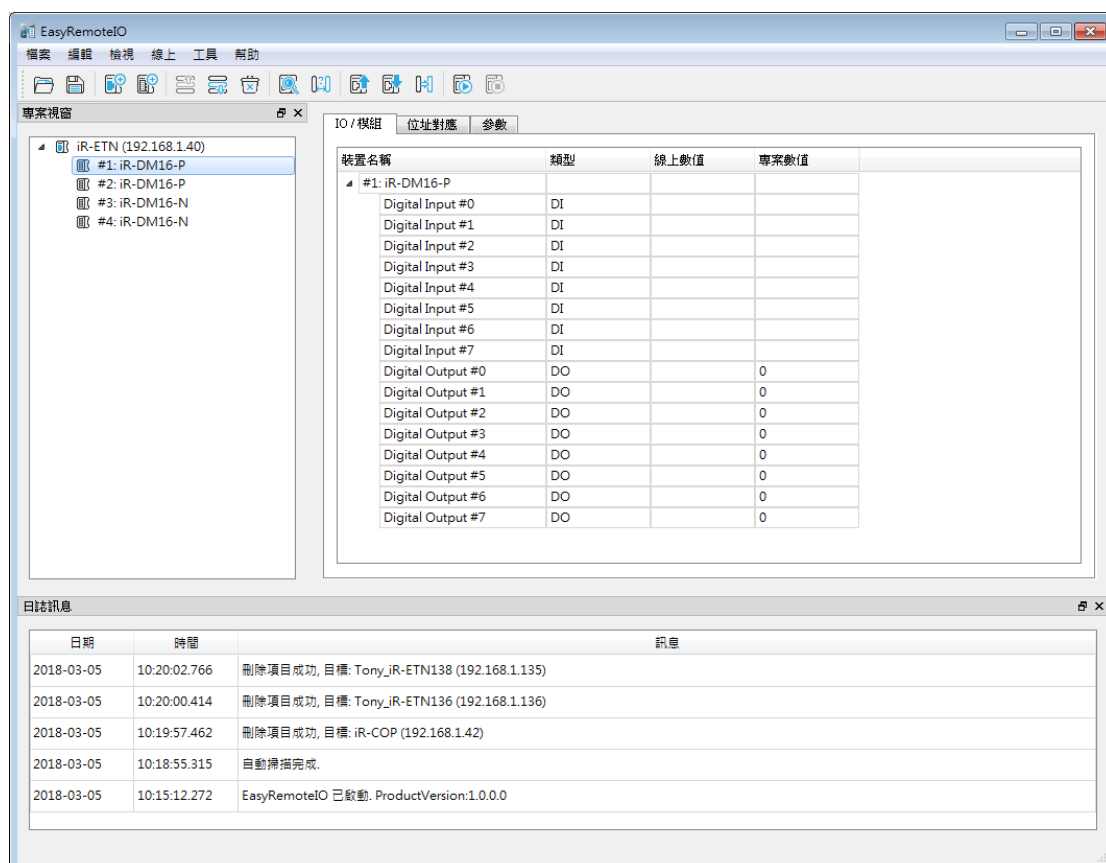 EasyRemoteIO
檔案 編輯 檢視 線上 工具 幫助
專案視窗
iR-ETN (192.168.1.40)
#1: iR-DM16-P
#2: iR-DM16-P
#3: iR-DM16-N
#4: iR-DM16-N
IO / 模組 位址對應 參數
裝置名稱 類型 線上數值 專案數值
#1: iR-DM16-P
Digital Input #0 DI
Digital Input #1 DI
Digital Input #2 DI
Digital Input #3 DI
Digital Input #4 DI
Digital Input #5 DI
Digital Input #6 DI
Digital Input #7 DI
Digital Output #0 DO 0
Digital Output #1 DO 0
Digital Output #2 DO 0
Digital Output #3 DO 0
Digital Output #4 DO 0
Digital Output #5 DO 0
Digital Output #6 DO 0
Digital Output #7 DO 0
日誌訊息
日期 時間 訊息
2018-03-05 10:20:02.766 刪除項目成功, 目標: Tony_iR-ETN138 (192.168.1.135)
2018-03-05 10:20:00.414 刪除項目成功, 目標: Tony_iR-ETN136 (192.168.1.136)
2018-03-05 10:19:57.462 刪除項目成功, 目標: iR-COP (192.168.1.42)
2018-03-05 10:18:55.315 自動掃描完成.
2018-03-05 10:15:12.272 EasyRemoteIO 已啟動. ProductVersion:1.0.0.0